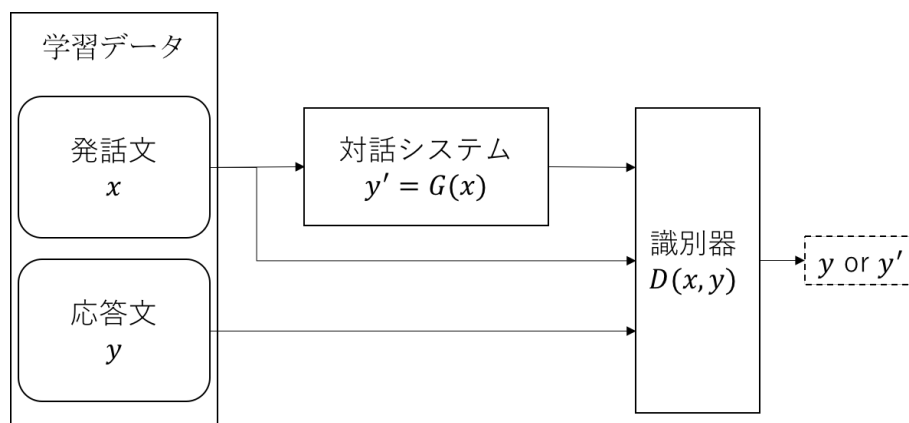 学習データ
発話文
x
対話システム
y′ = G(x)
応答文
y
識別器
D(x, y)
y or y′